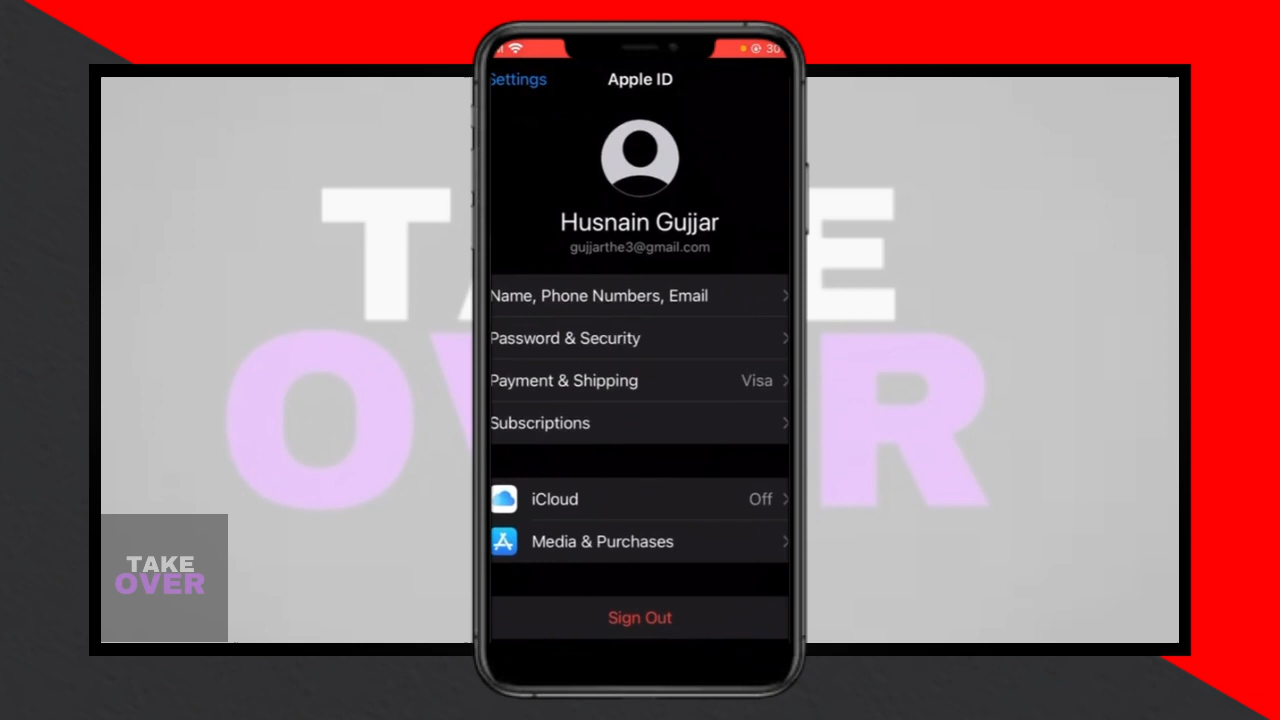 30
Settings
Apple ID
Husnain Gujjar
gujjarthe3@gmail.com
Name, Phone Numbers, Email
Password & Security
Payment & Shipping Visa
Subscriptions
iCloud Off
Media & Purchases
Sign Out
TAKE
OVER